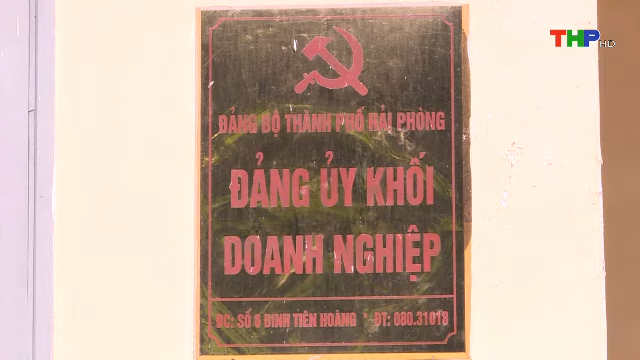 THP HD
ĐẢNG BỘ THÀNH PHỐ HẢI PHÒNG
ĐẢNG ỦY KHỐI
DOANH NGHIỆP
ĐC: SỐ 6 ĐINH TIÊN HOÀNG * ĐT: 080.31018